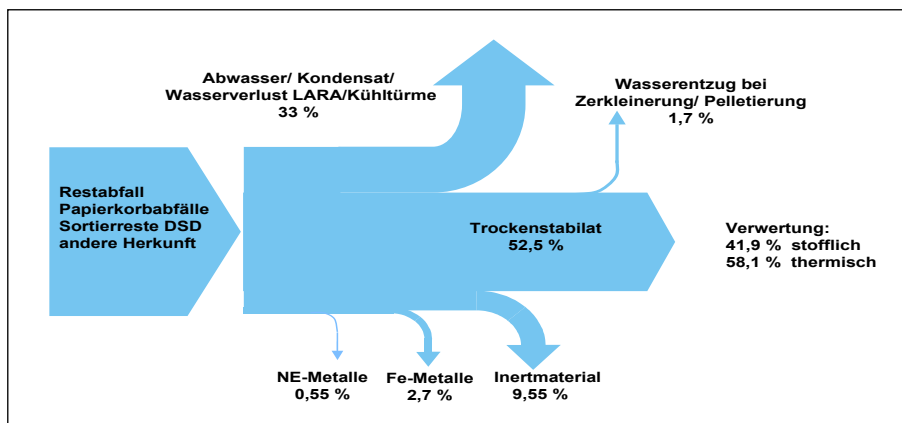 Abwasser/ Kondensat/
Wasserverlust LARA/Kühltürme
33 %
Wasserentzug bei
Zerkleinerung/ Pelletierung
1,7 %
Restabfall
Papierkorbabfälle
Sortierreste DSD
andere Herkunft
Trockenstabilat
52,5 %
Verwertung:
41,9 % stofflich
58,1 % thermisch
NE-Metalle
0,55 %
Fe-Metalle
2,7 %
Inertmaterial
9,55 %